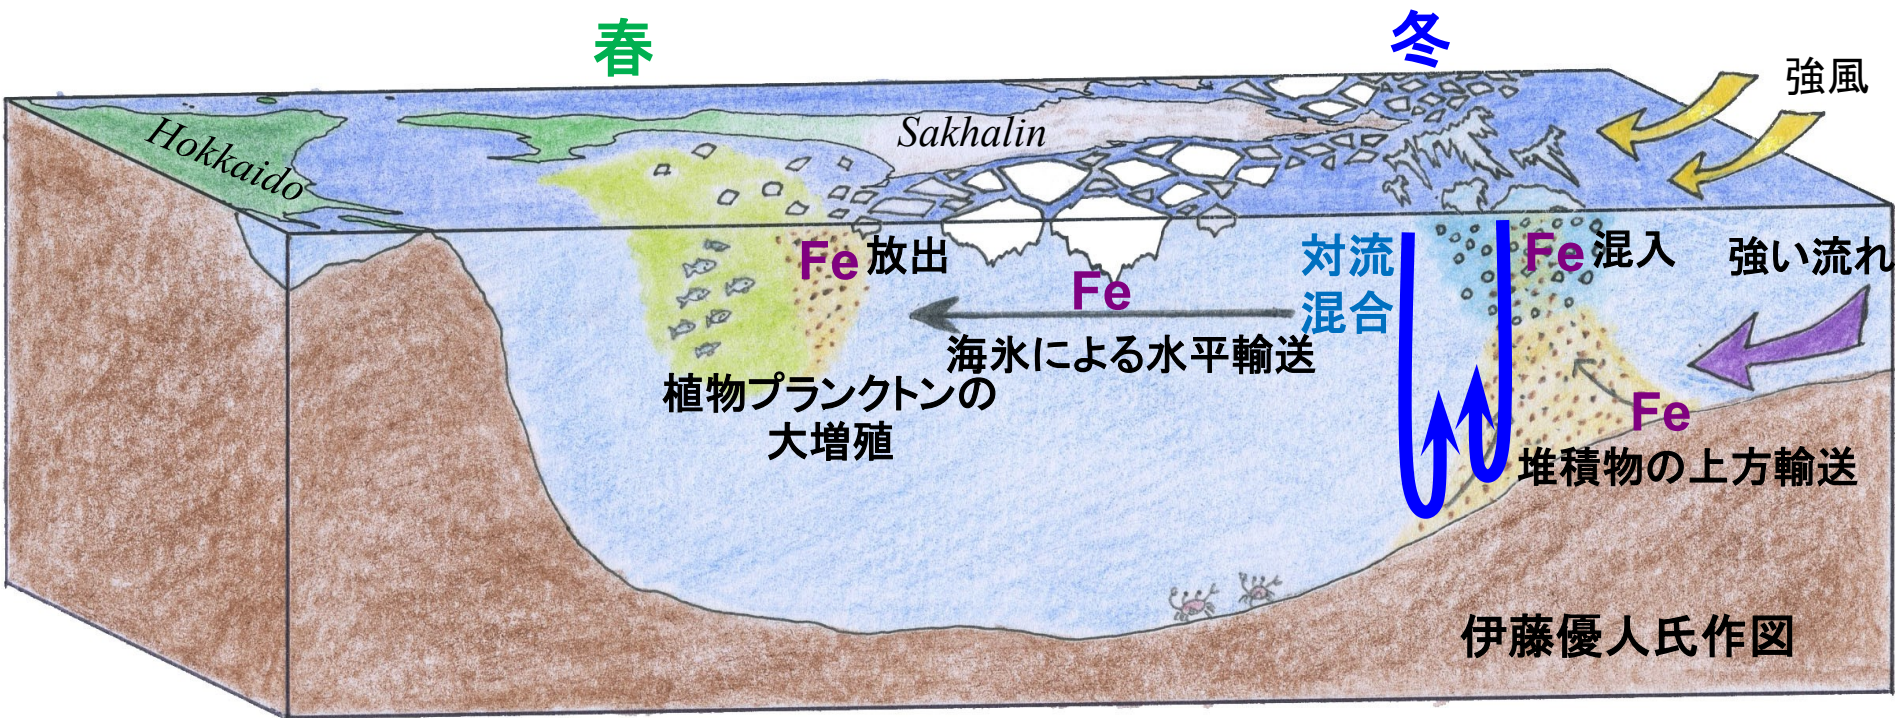 春
冬
強風
Hokkaido
Sakhalin
Fe 放出
Fe
海氷による水平輸送
対流
混合
Fe 混入
強い流れ
植物プランクトンの
大増殖
Fe
堆積物の上方輸送
伊藤優人氏作図